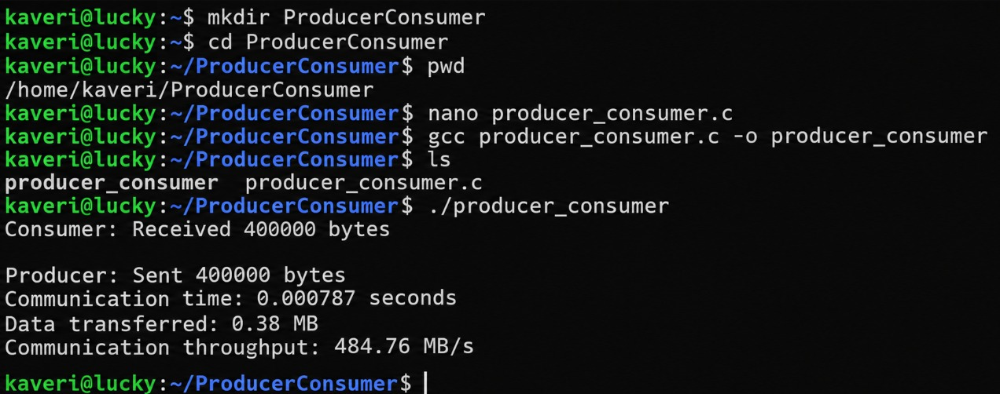 kaveri@lucky:~$ mkdir ProducerConsumer
kaveri@lucky:~$ cd ProducerConsumer
kaveri@lucky:~/ProducerConsumer$ pwd
/home/kaveri/ProducerConsumer
kaveri@lucky:~/ProducerConsumer$ nano producer_consumer.c
kaveri@lucky:~/ProducerConsumer$ gcc producer_consumer.c -o producer_consumer
kaveri@lucky:~/ProducerConsumer$ ls
producer_consumer  producer_consumer.c
kaveri@lucky:~/ProducerConsumer$ ./producer_consumer
Consumer: Received 400000 bytes
Producer: Sent 400000 bytes
Communication time: 0.000787 seconds
Data transferred: 0.38 MB
Communication throughput: 484.76 MB/s
kaveri@lucky:~/ProducerConsumer$